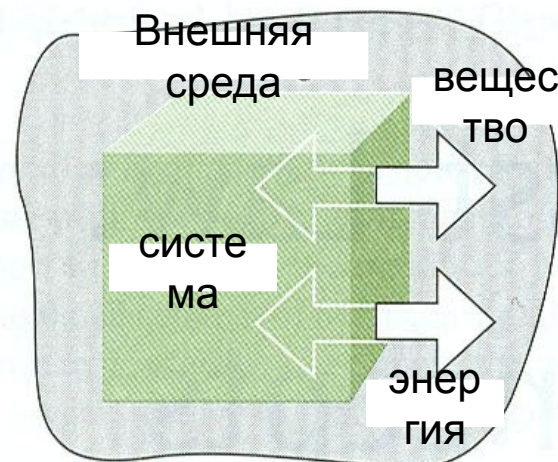 Внешняя
среда
вещес
тво
систе
ма
энер
гия